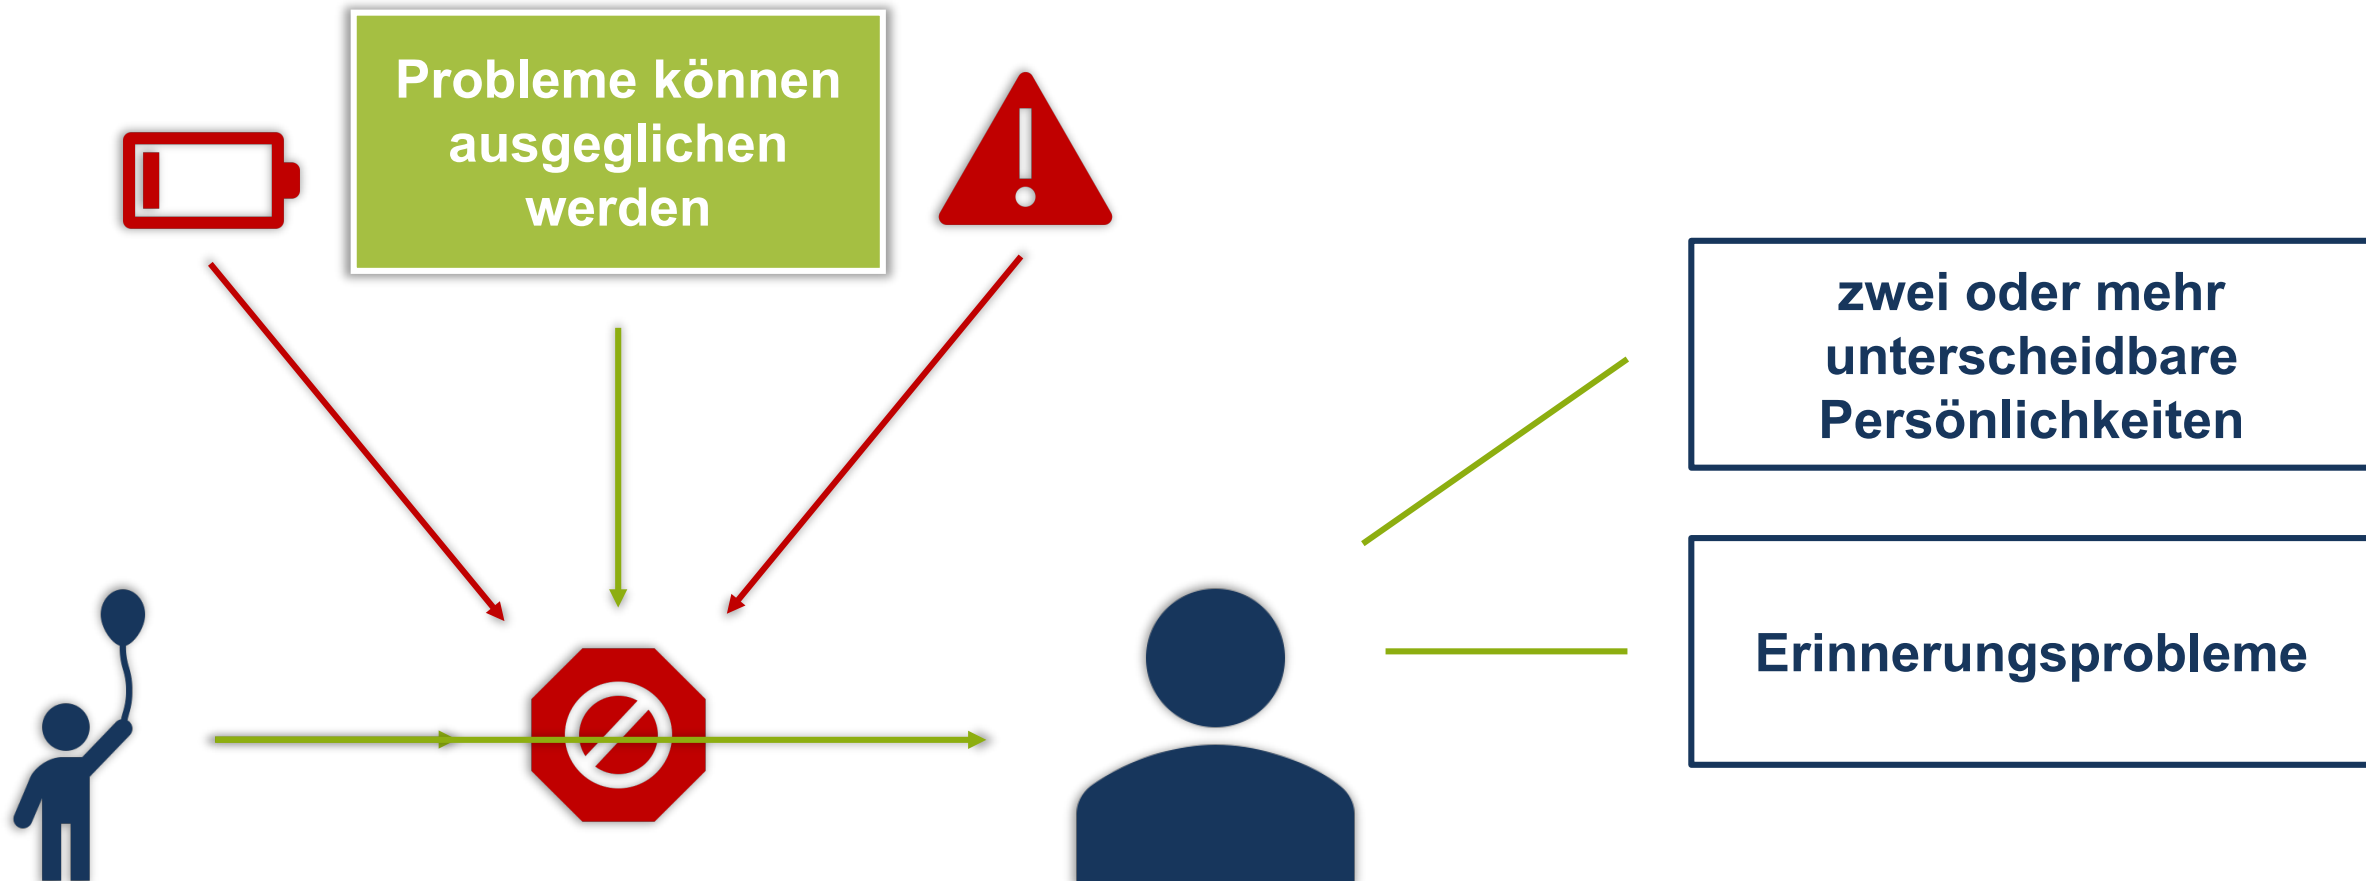 Probleme können
ausgeglichen
werden
zwei oder mehr
unterscheidbare
Persönlichkeiten
Erinnerungsprobleme